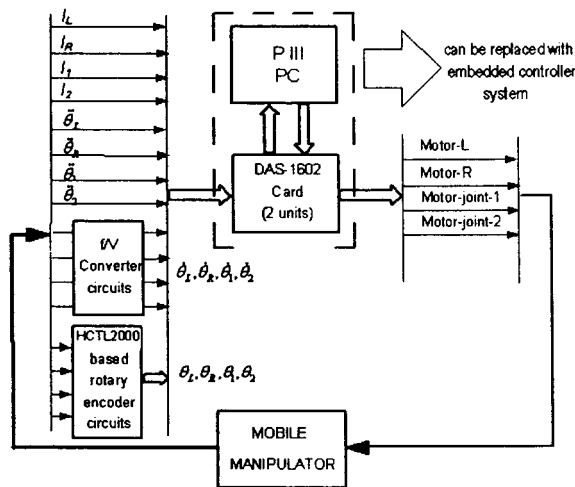 I_L
I_R
I_1
I_2
θ̈_L
θ̈_R
θ̈_1
θ̈_2
P III
PC
can be replaced with
embedded controller
system
DAS-1602
Card
(2 units)
Motor-L
Motor-R
Motor-joint-1
Motor-joint-2
f/V
Converter
circuits
θ̇_L, θ̇_R, θ̇_1, θ̇_2
HCTL2000
based
rotary
encoder
circuits
θ_L, θ_R, θ_1, θ_2
MOBILE
MANIPULATOR